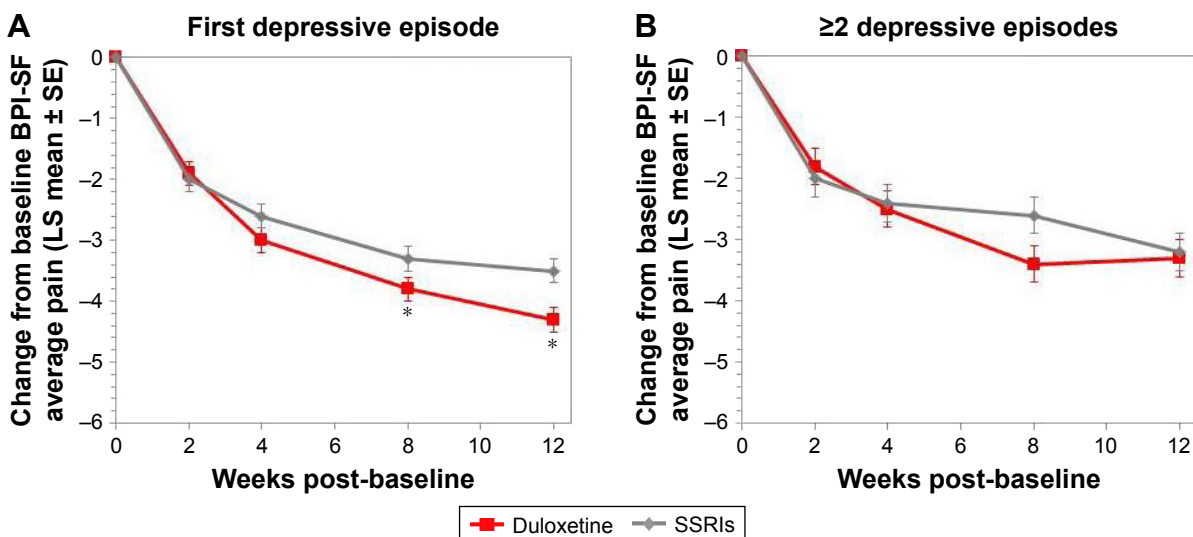 A
First depressive episode
Change from baseline BPI-SF
average pain (LS mean ± SE)
0
–1
–2
–3
–4
–5
–6
*
*
0
2
4
6
8
10
12
Weeks post-baseline
B
≥2 depressive episodes
Change from baseline BPI-SF
average pain (LS mean ± SE)
0
–1
–2
–3
–4
–5
–6
0
2
4
6
8
10
12
Weeks post-baseline
Duloxetine
SSRIs